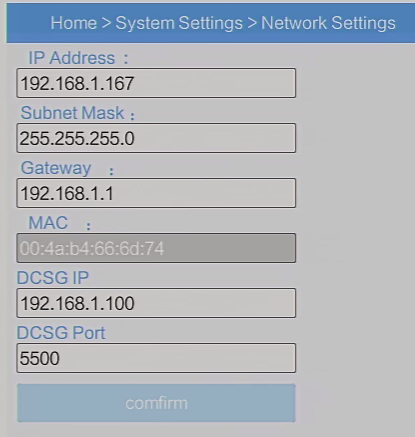 Home > System Settings > Network Settings
IP Address :
192.168.1.167
Subnet Mask :
255.255.255.0
Gateway :
192.168.1.1
MAC :
00:4a:b4:66:6d:74
DCSG IP
192.168.1.100
DCSG Port
5500
comfirm